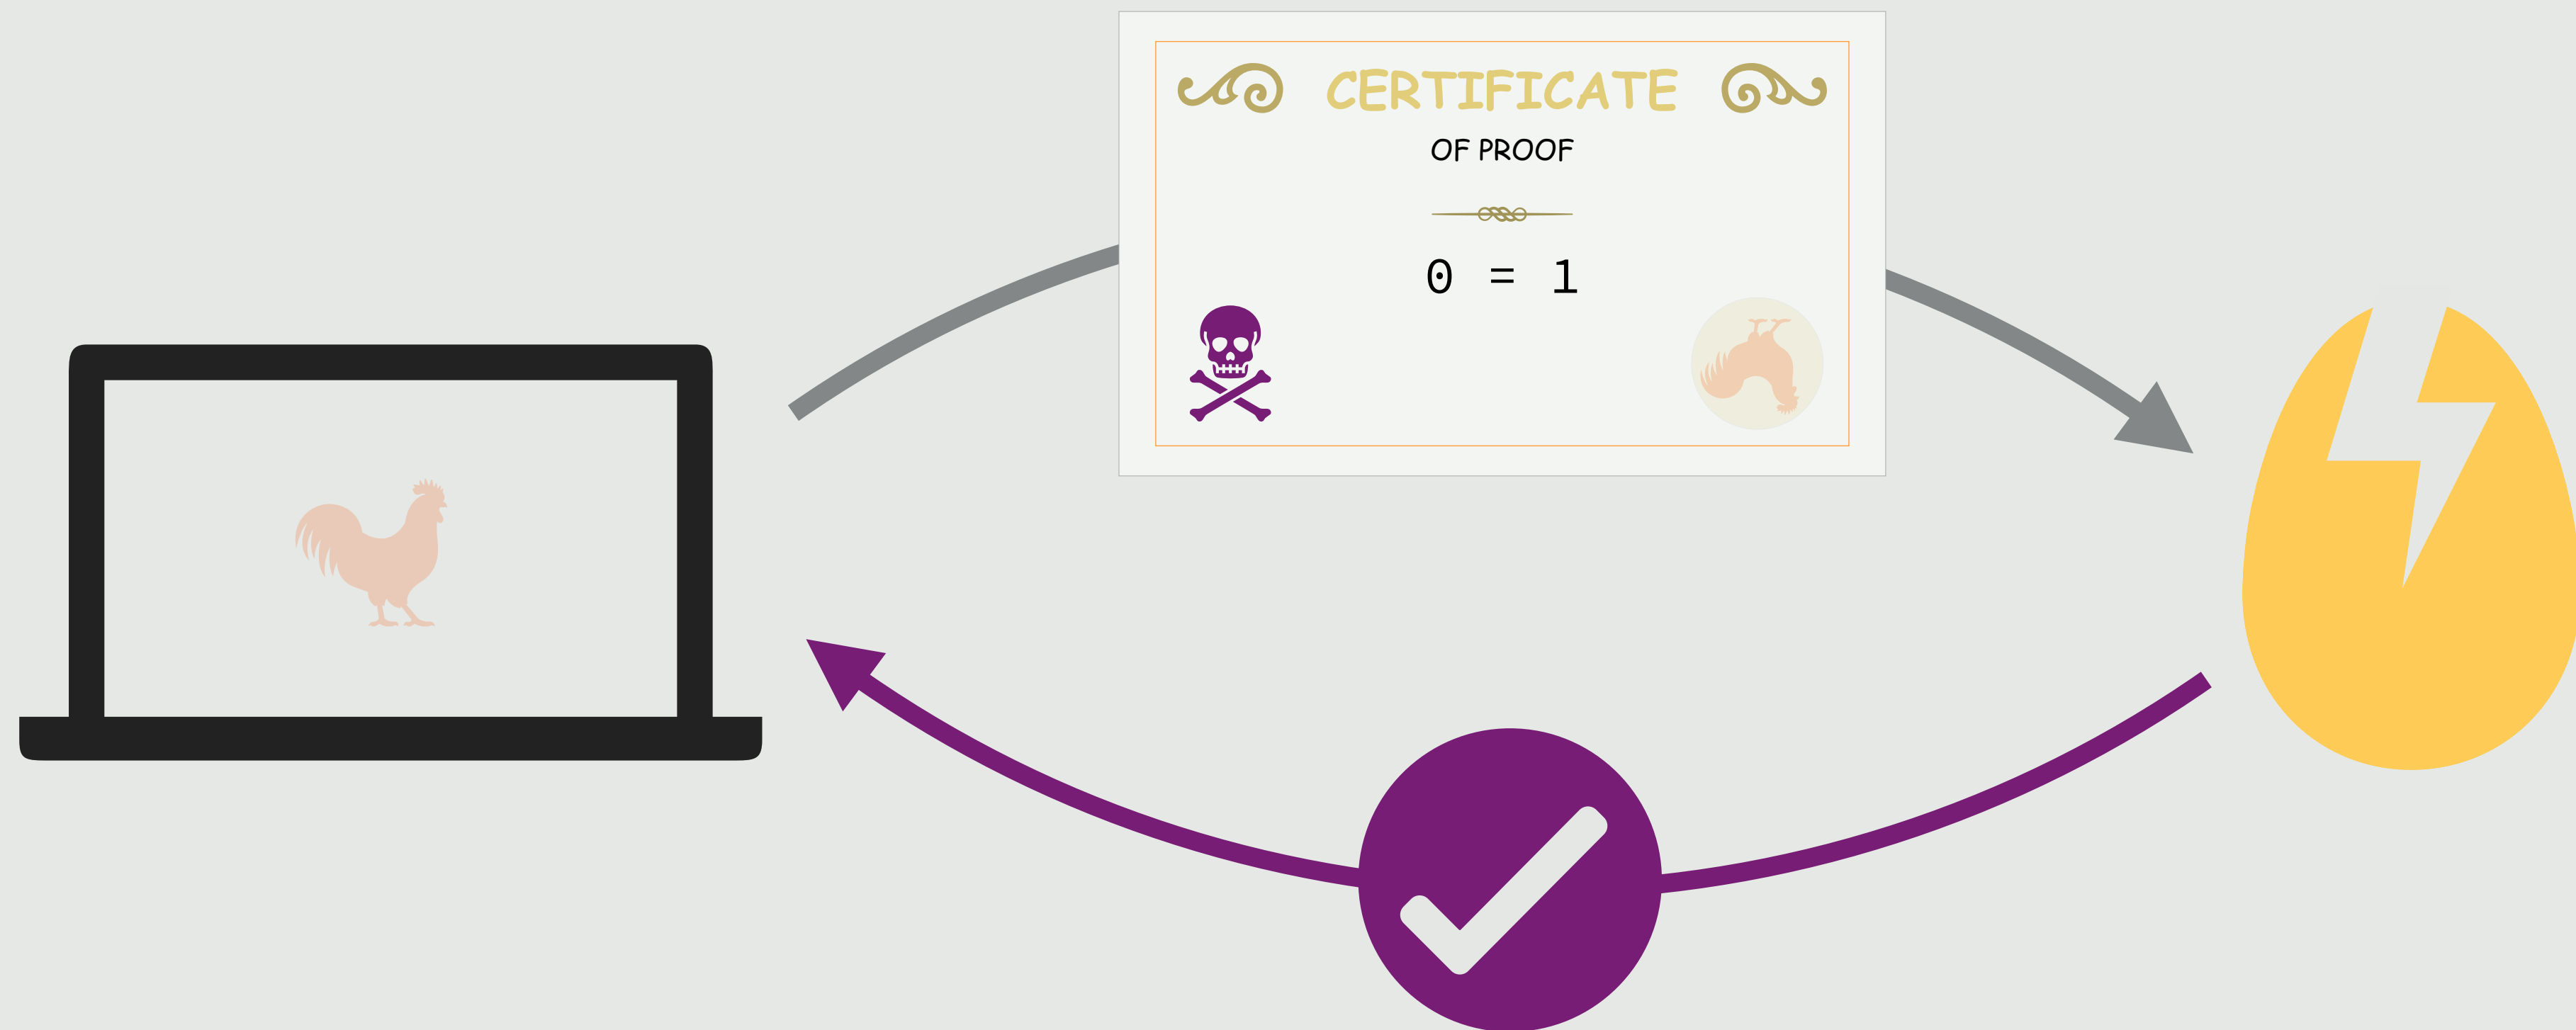 CERTIFICATE
OF PROOF
0 = 1